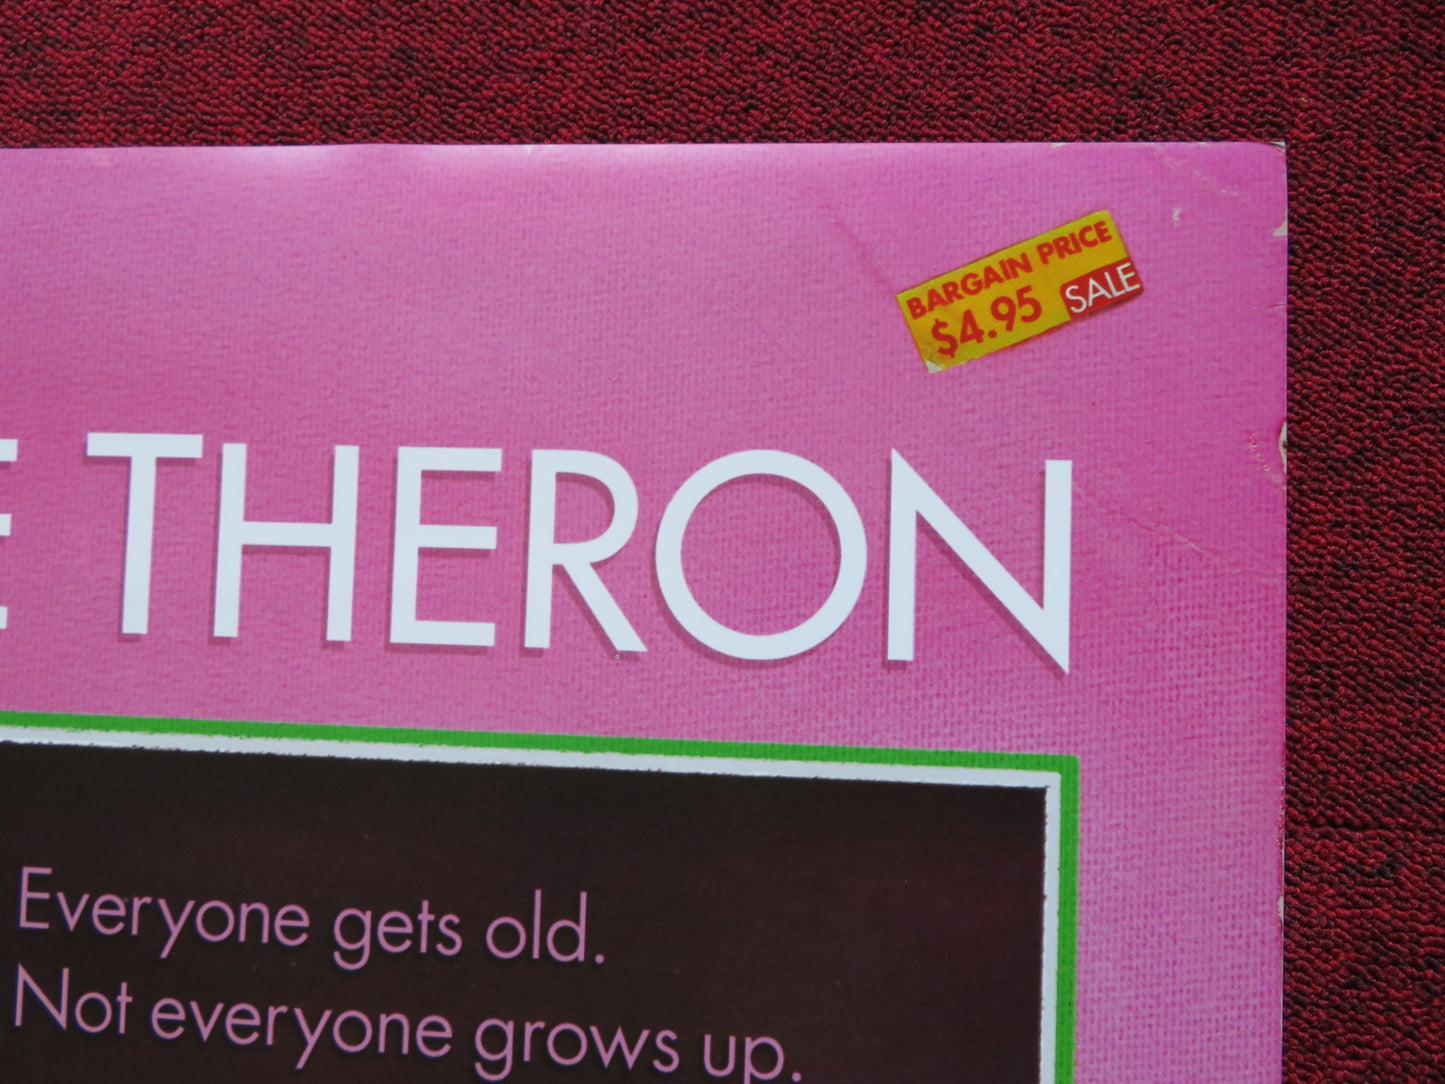 BARGAIN PRICE
$4.95 SALE
E THERON
Everyone gets old.
Not everyone grows up.